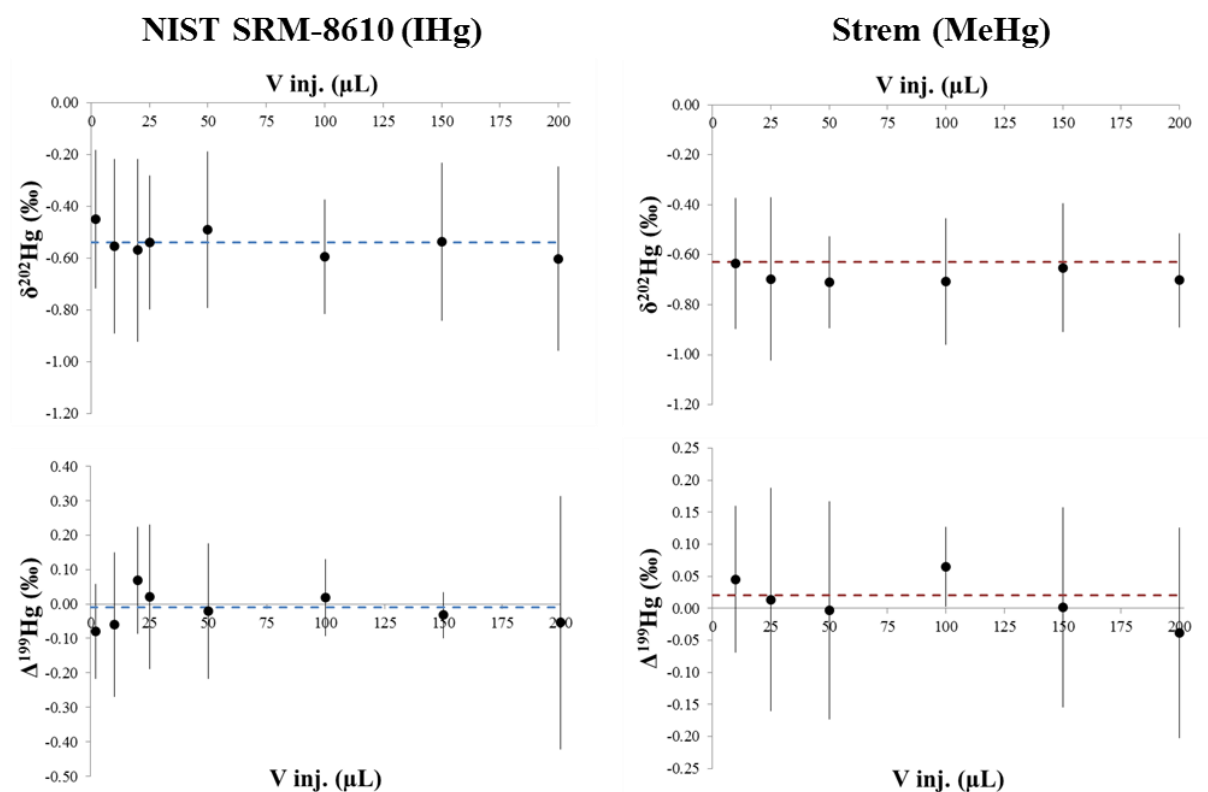 NIST SRM-8610 (IHg)
Strem (MeHg)
V inj. (µL)
0.00
0 25 50 75 100 125 150 175 200
-0.20
-0.40
-0.60
-0.80
-1.00
-1.20
δ²⁰²Hg (‰)
V inj. (µL)
0.00
0 25 50 75 100 125 150 175 200
-0.20
-0.40
-0.60
-0.80
-1.00
-1.20
δ²⁰²Hg (‰)
0.40
0.30
0.20
0.10
0.00
0 25 50 75 100 125 150 175 200
-0.10
-0.20
-0.30
-0.40
-0.50
Δ¹⁹⁹Hg (‰)
V inj. (µL)
0.25
0.20
0.15
0.10
0.05
0.00
0 25 50 75 100 125 150 175 200
-0.05
-0.10
-0.15
-0.20
-0.25
Δ¹⁹⁹Hg (‰)
V inj. (µL)